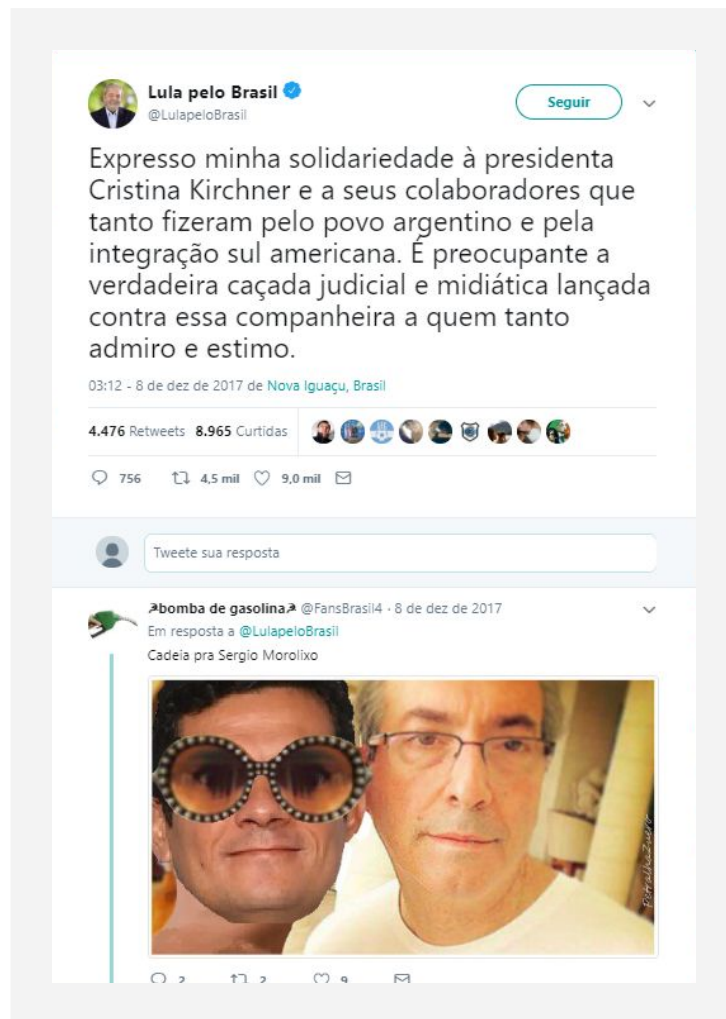 Lula pelo Brasil
@LulapeloBrasil
Seguir
Expresso minha solidariedade à presidenta
Cristina Kirchner e a seus colaboradores que
tanto fizeram pelo povo argentino e pela
integração sul americana. É preocupante a
verdadeira caçada judicial e midiática lançada
contra essa companheira a quem tanto
admiro e estimo.
03:12 - 8 de dez de 2017 de Nova Iguaçu, Brasil
4.476 Retweets 8.965 Curtidas
756 4,5 mil 9,0 mil
Tweete sua resposta
☭bomba de gasolina☭ @FansBrasil4 · 8 de dez de 2017
Em resposta a @LulapeloBrasil
Cadeia pra Sergio Morolixo
PetralhaZuero
2 2 9